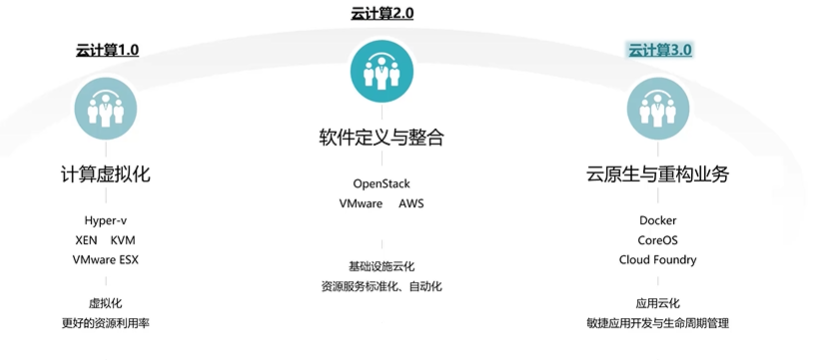 云计算1.0
计算虚拟化
Hyper-v
XEN KVM
VMware ESX
虚拟化
更好的资源利用率
云计算2.0
软件定义与整合
OpenStack
VMware AWS
基础设施云化
资源服务标准化、自动化
云计算3.0
云原生与重构业务
Docker
CoreOS
Cloud Foundry
应用云化
敏捷应用开发与生命周期管理